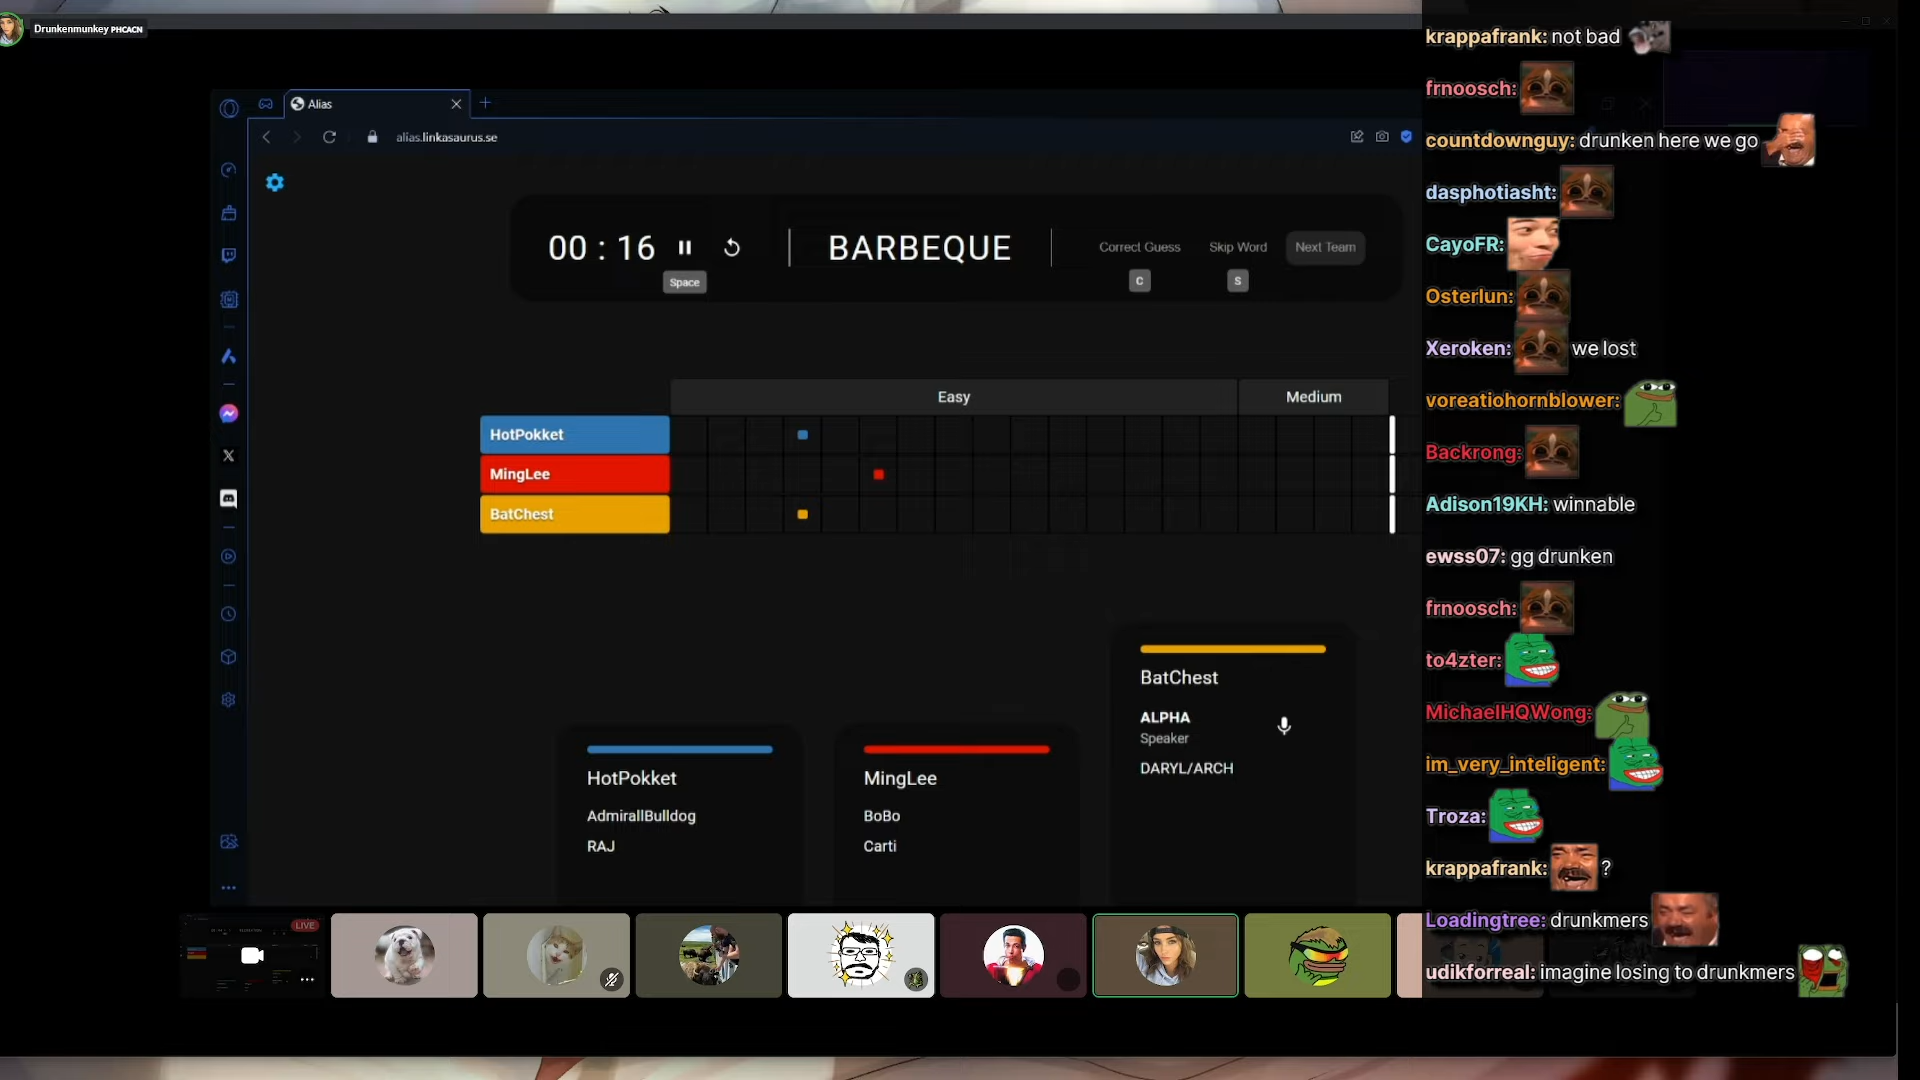 Drunkenmunkey PHCACN
Alias
alias.linkasaurus.se
00 : 16
Space
BARBEQUE
Correct Guess
C
Skip Word
S
Next Team
Easy
Medium
HotPokket
MingLee
BatChest
HotPokket
AdmirallBulldog
RAJ
MingLee
BoBo
Carti
BatChest
ALPHA
Speaker
DARYL/ARCH
LIVE
krappafrank: not bad
frnoosch:
countdownguy: drunken here we go
dasphotiasht:
CayoFR:
Osterlun:
Xeroken: we lost
voreatiohornblower:
Backrong:
Adison19KH: winnable
ewss07: gg drunken
frnoosch:
to4zter:
MichaelHQWong:
im_very_inteligent:
Troza:
krappafrank: ?
Loadingtree: drunkmers
udikforreal: imagine losing to drunkmers